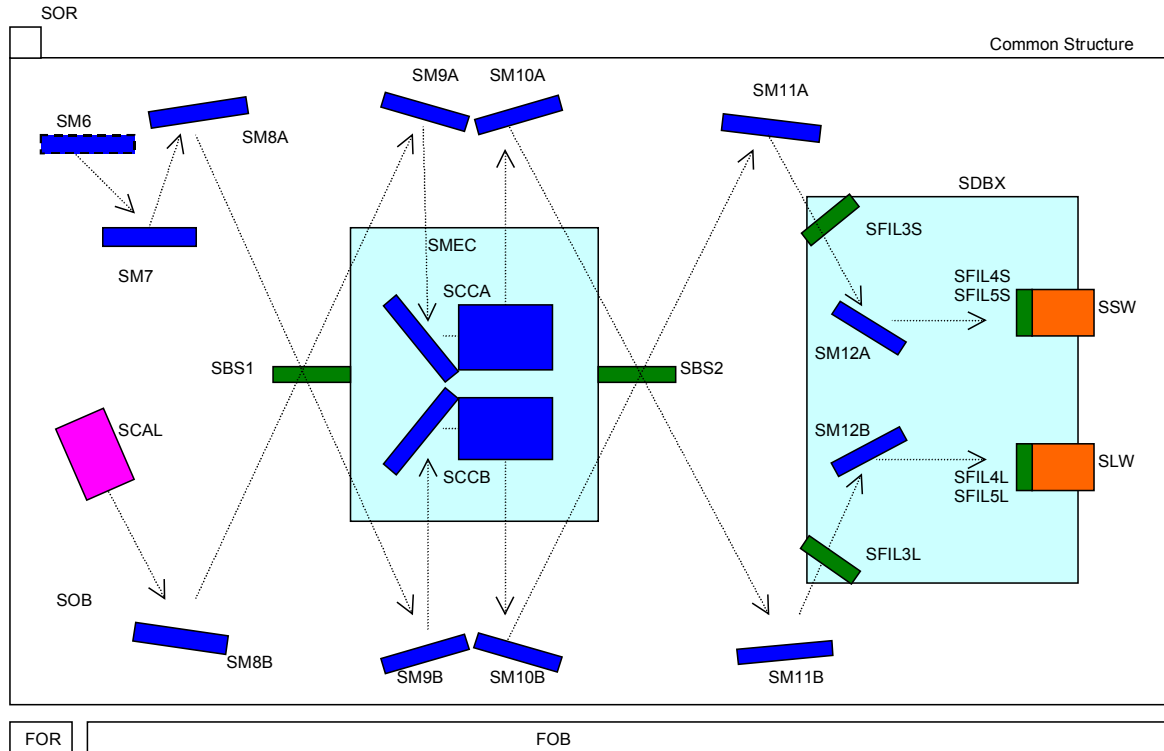 SOR
Common Structure
SM9A
SM10A
SM11A
SM6
SM8A
SDBX
SFIL3S
SMEC
SM7
SFIL4S
SFIL5S
SCCA
SSW
SM12A
SBS1
SBS2
SCAL
SM12B
SCCB
SFIL4L
SFIL5L
SLW
SFIL3L
SOB
SM8B
SM9B
SM10B
SM11B
FOR
FOB